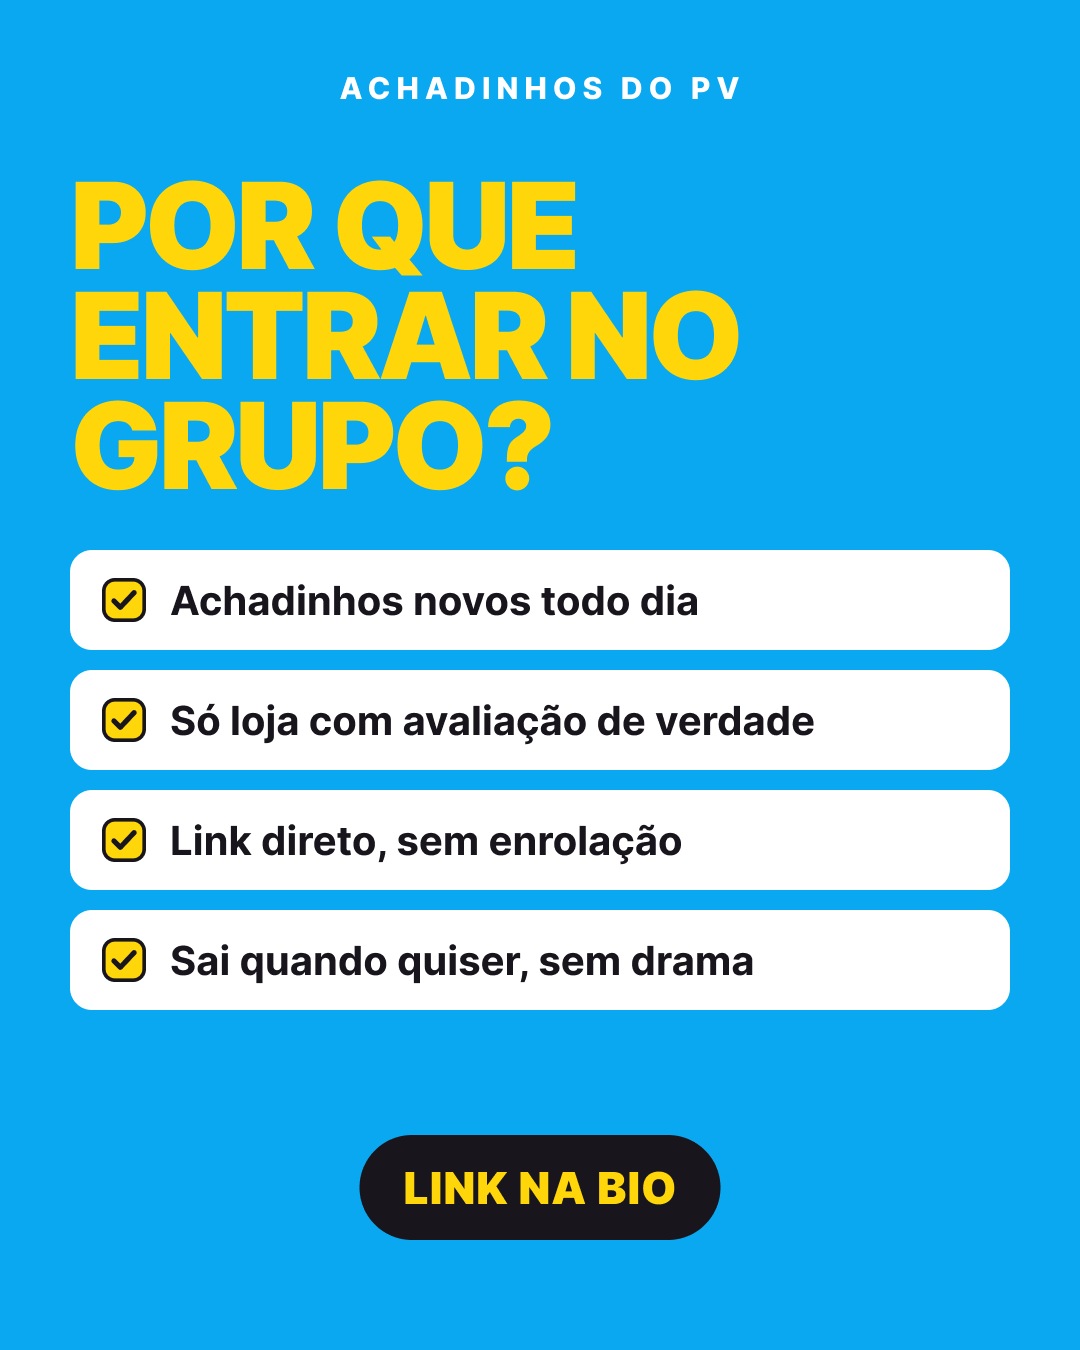 ACHADINHOS DO PV
POR QUE
ENTRAR NO
GRUPO?
Achadinhos novos todo dia
Só loja com avaliação de verdade
Link direto, sem enrolação
Sai quando quiser, sem drama
LINK NA BIO